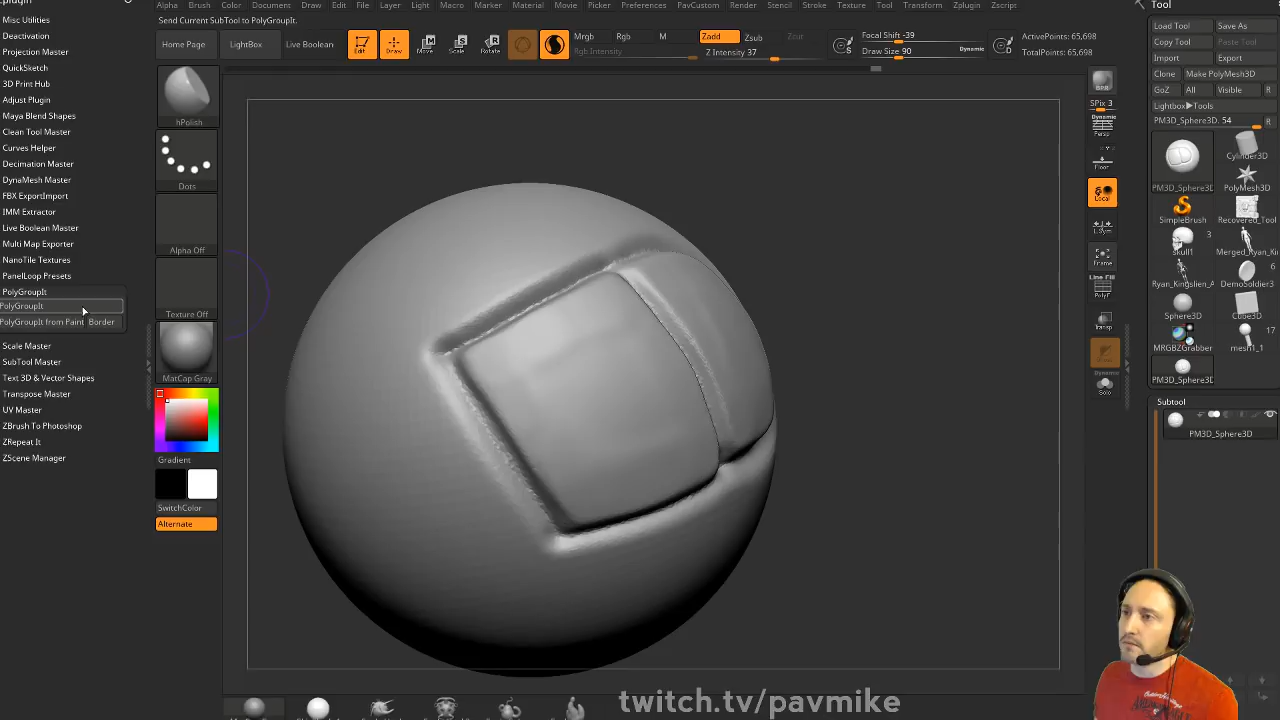 Alpha Brush Color Document Draw Edit File Layer Light Macro Marker Material Movie Picker Preferences PavCustom Render Stencil Stroke Texture Tool Transform Zplugin Zscript
Send Current SubTool to PolyGroupIt.
Misc Utilities
Deactivation
Projection Master
QuickSketch
3D Print Hub
Adjust Plugin
Maya Blend Shapes
Clean Tool Master
Curves Helper
Decimation Master
DynaMesh Master
FBX ExportImport
IMM Extractor
Live Boolean Master
Multi Map Exporter
NanoTile Textures
PanelLoop Presets
PolyGroupIt
PolyGroupIt
PolyGroupIt from Paint Border
Scale Master
SubTool Master
Text 3D & Vector Shapes
Transpose Master
UV Master
ZBrush To Photoshop
ZRepeat It
ZScene Manager
Home Page
LightBox
Live Boolean
Edit
Draw
Move
Scale
Rotate
Mrgb Rgb M
Rgb Intensity
Zadd Zsub Zcut
Z Intensity 37
Focal Shift -39
Draw Size 90 Dynamic
ActivePoints: 65,698
TotalPoints: 65,698
hPolish
Dots
Alpha Off
Texture Off
MatCap Gray
Gradient
SwitchColor
Alternate
BPR
SPix 3
Dynamic
Persp
Floor
Local
L.Sym
Frame
Line Fill
PolyF
Transp
Dynamic
Solo
Tool
Load Tool Save As
Copy Tool Paste Tool
Import Export
Clone Make PolyMesh3D
GoZ All Visible R
Lightbox▶Tools
PM3D_Sphere3D. 54 R
PM3D_Sphere3D
Cylinder3D
PolyMesh3D
SimpleBrush
Recovered_Tool
3
skull1
Merged_Ryan_Ki
6
Ryan_Kingslien_A
DemoSoldier3
Sphere3D
Cube3D
17
MRGBZGrabber
mesh1_1
PM3D_Sphere3D
Subtool
PM3D_Sphere3D
twitch.tv/pavmike